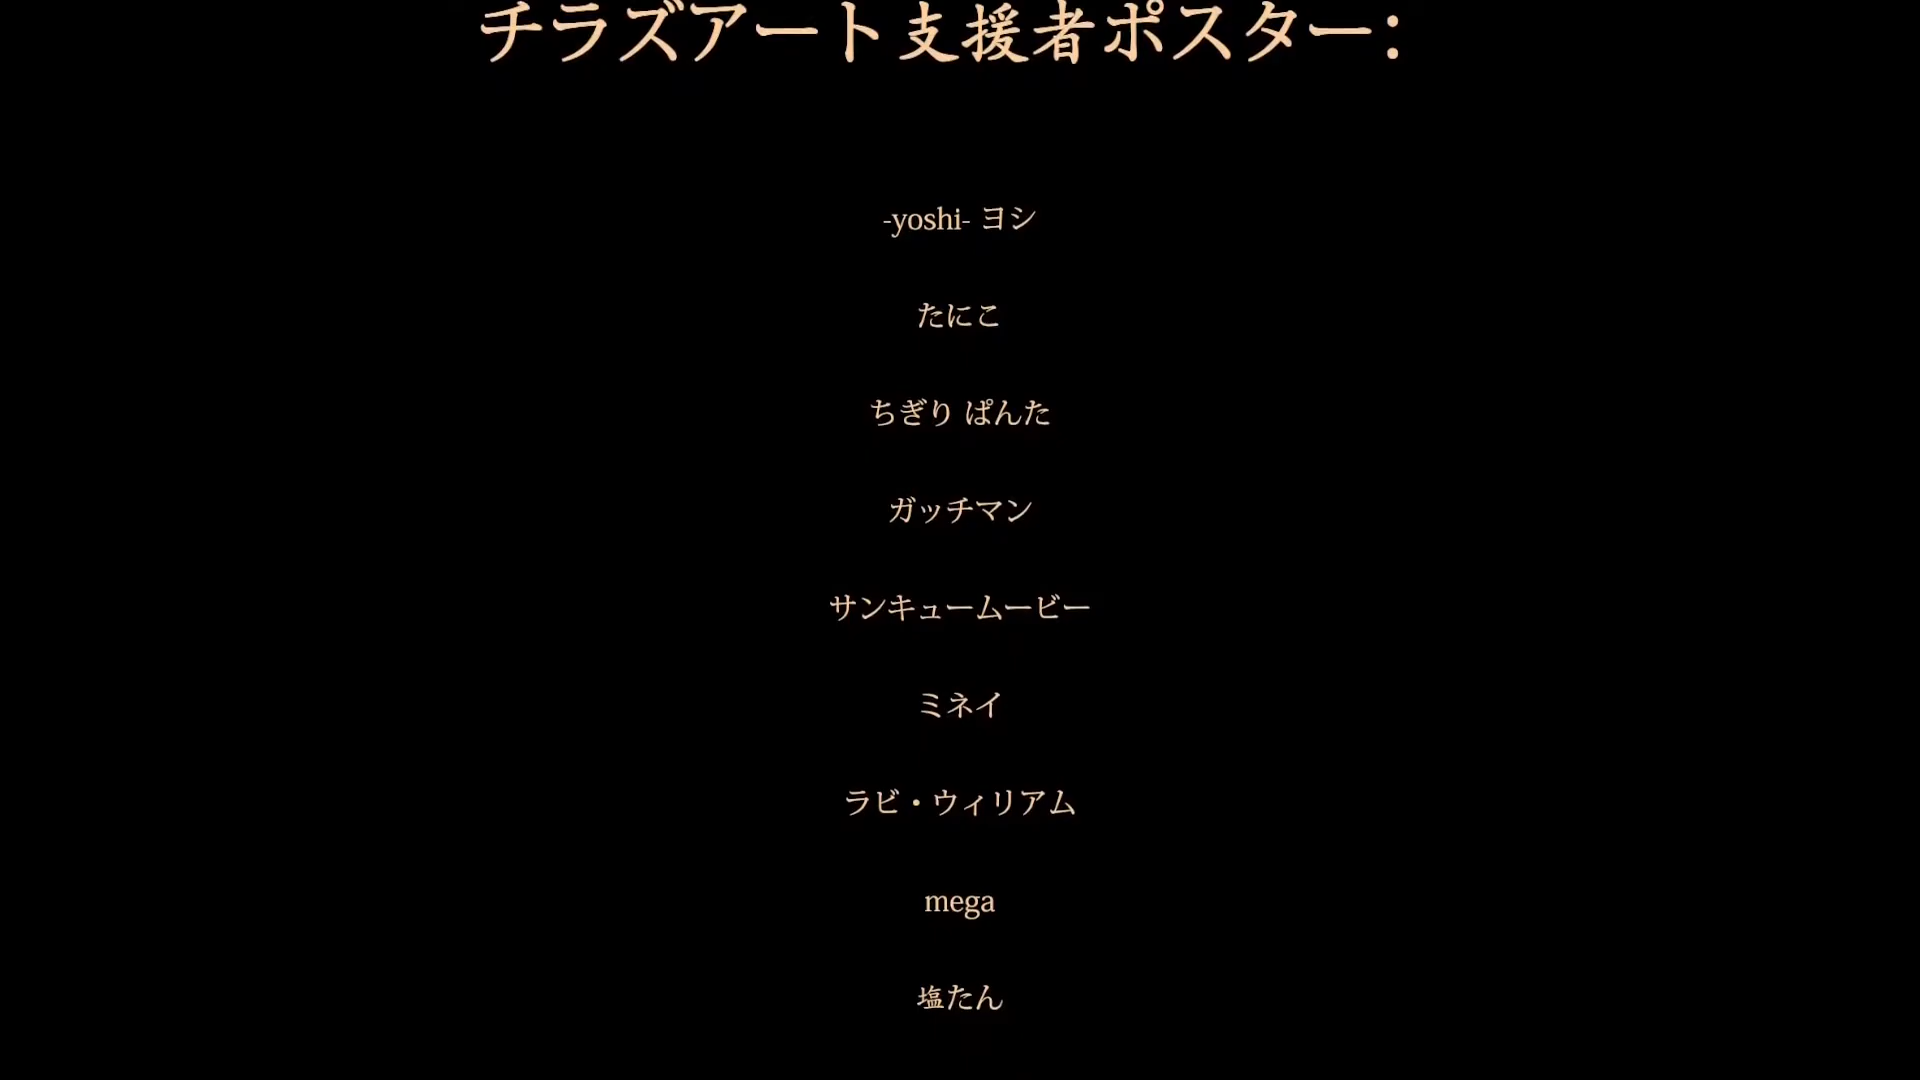 チラズアート支援者ポスター：
-yoshi- ヨシ
たにこ
ちぎり ぱんた
ガッチマン
サンキュームービー
ミネイ
ラビ・ウィリアム
mega
塩たん